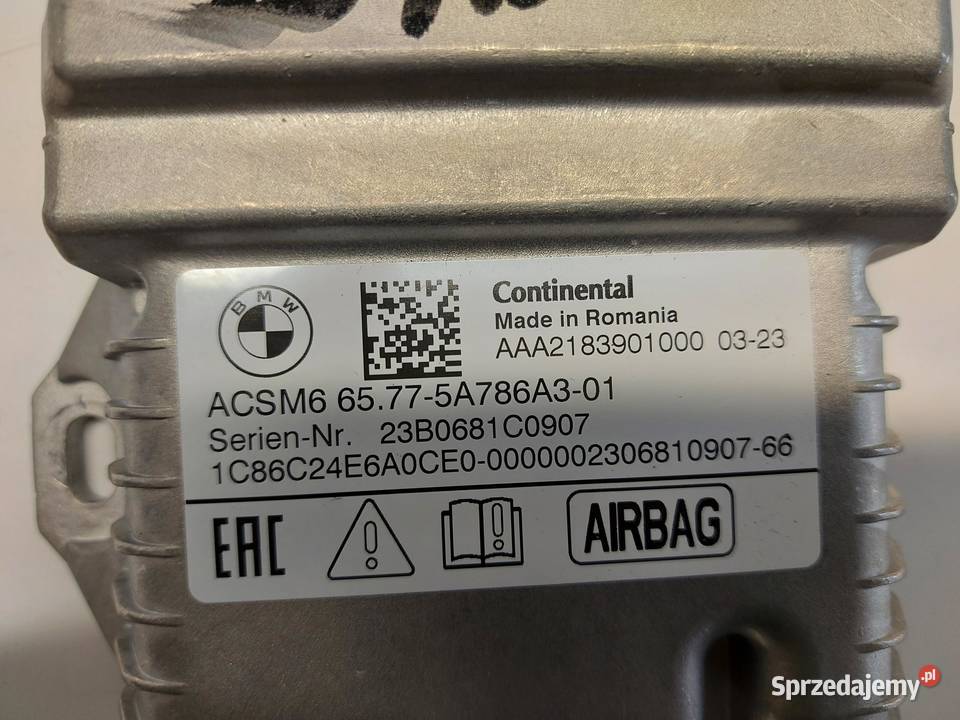 BMW
Continental
Made in Romania
AAA2183901000 03-23
ACSM6 65.77-5A786A3-01
Serien-Nr. 23B0681C0907
1C86C24E6A0CE0-0000002306810907-66
EAC
AIRBAG
Sprzedajemy.pl